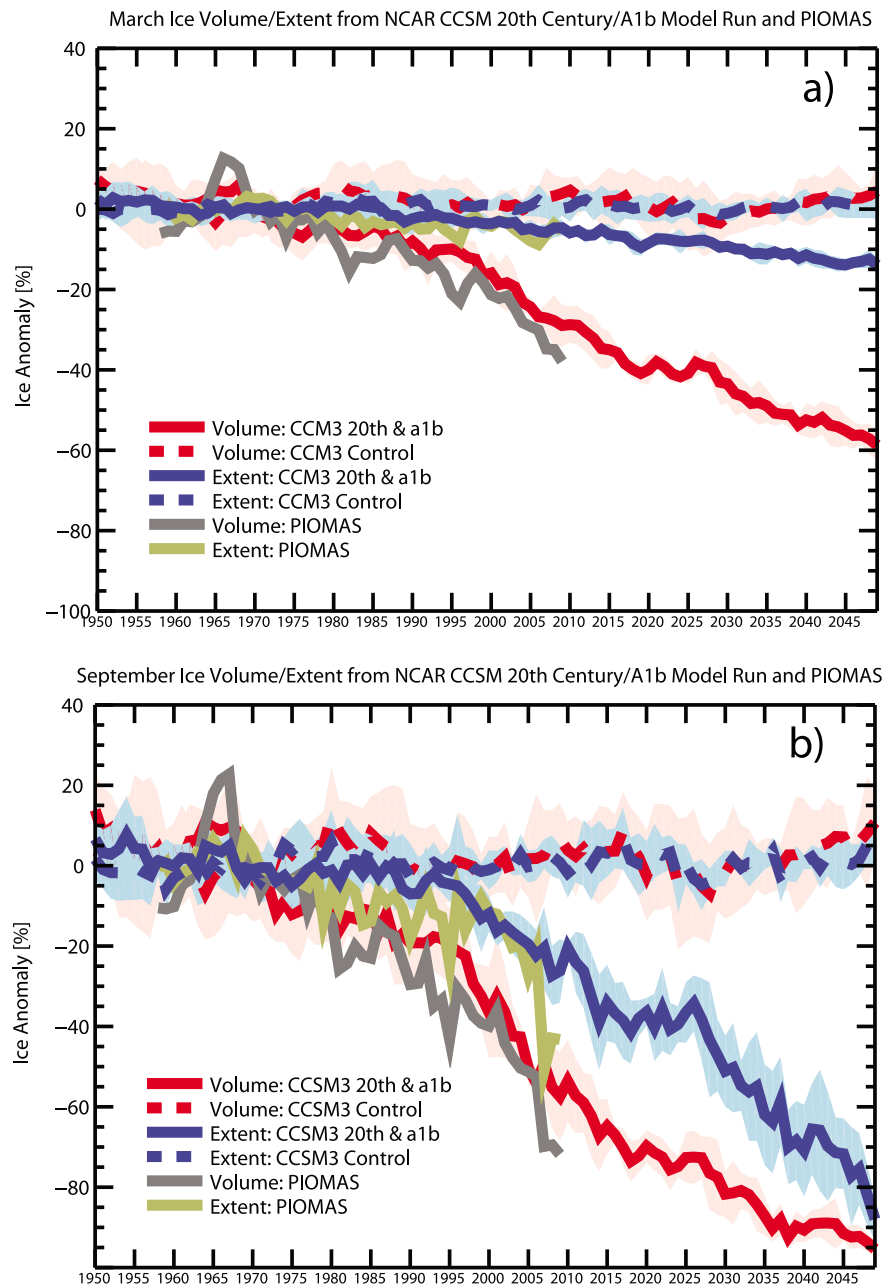 March Ice Volume/Extent from NCAR CCSM 20th Century/A1b Model Run and PIOMAS
a)
40
20
0
−20
−40
−60
−80
−100
Ice Anomaly [%]
Volume: CCM3 20th & a1b
Volume: CCM3 Control
Extent: CCM3 20th & a1b
Extent: CCM3 Control
Volume: PIOMAS
Extent: PIOMAS
1950 1955 1960 1965 1970 1975 1980 1985 1990 1995 2000 2005 2010 2015 2020 2025 2030 2035 2040 2045
September Ice Volume/Extent from NCAR CCSM 20th Century/A1b Model Run and PIOMAS
b)
40
20
0
−20
−40
−60
−80
Ice Anomaly [%]
Volume: CCSM3 20th & a1b
Volume: CCSM3 Control
Extent: CCSM3 20th & a1b
Extent: CCSM3 Control
Volume: PIOMAS
Extent: PIOMAS
1950 1955 1960 1965 1970 1975 1980 1985 1990 1995 2000 2005 2010 2015 2020 2025 2030 2035 2040 2045